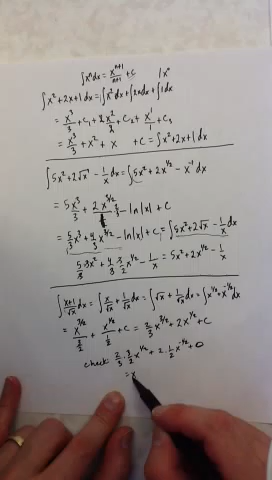 ∫xⁿdx = x^(n+1)/(n+1) + c  ∫xⁿ
∫x² + 2x + 1 dx = ∫x²dx + ∫2xdx + ∫1dx
= x³/3 + c₁ + 2x²/2 + c₂ + x¹/1 + c₃
= x³/3 + x² + x + c = ∫x² + 2x + 1 dx
∫5x² + 2√x - 1/x dx = ∫5x² + 2x^(1/2) - x⁻¹ dx
= 5x³/3 + 2x^(3/2)/(3/2) - ln|x| + C
= 5/3 x³ + 4/3 x^(3/2) - ln|x| + C = ∫5x² + 2√x - 1/x dx
5/3·3x² + 4/3·3/2 x^(1/2) - 1/x = 5x² + 2x^(1/2) - 1/x
∫(x+1)/√x dx = ∫x/√x + 1/√x dx = ∫√x + 1/√x dx = ∫x^(1/2) + x^(-1/2) dx
= x^(3/2)/(3/2) + x^(1/2)/(1/2) + c = 2/3 x^(3/2) + 2x^(1/2) + c
check: 2/3 · 3/2 x^(1/2) + 2 · 1/2 x^(-1/2) + 0
= x